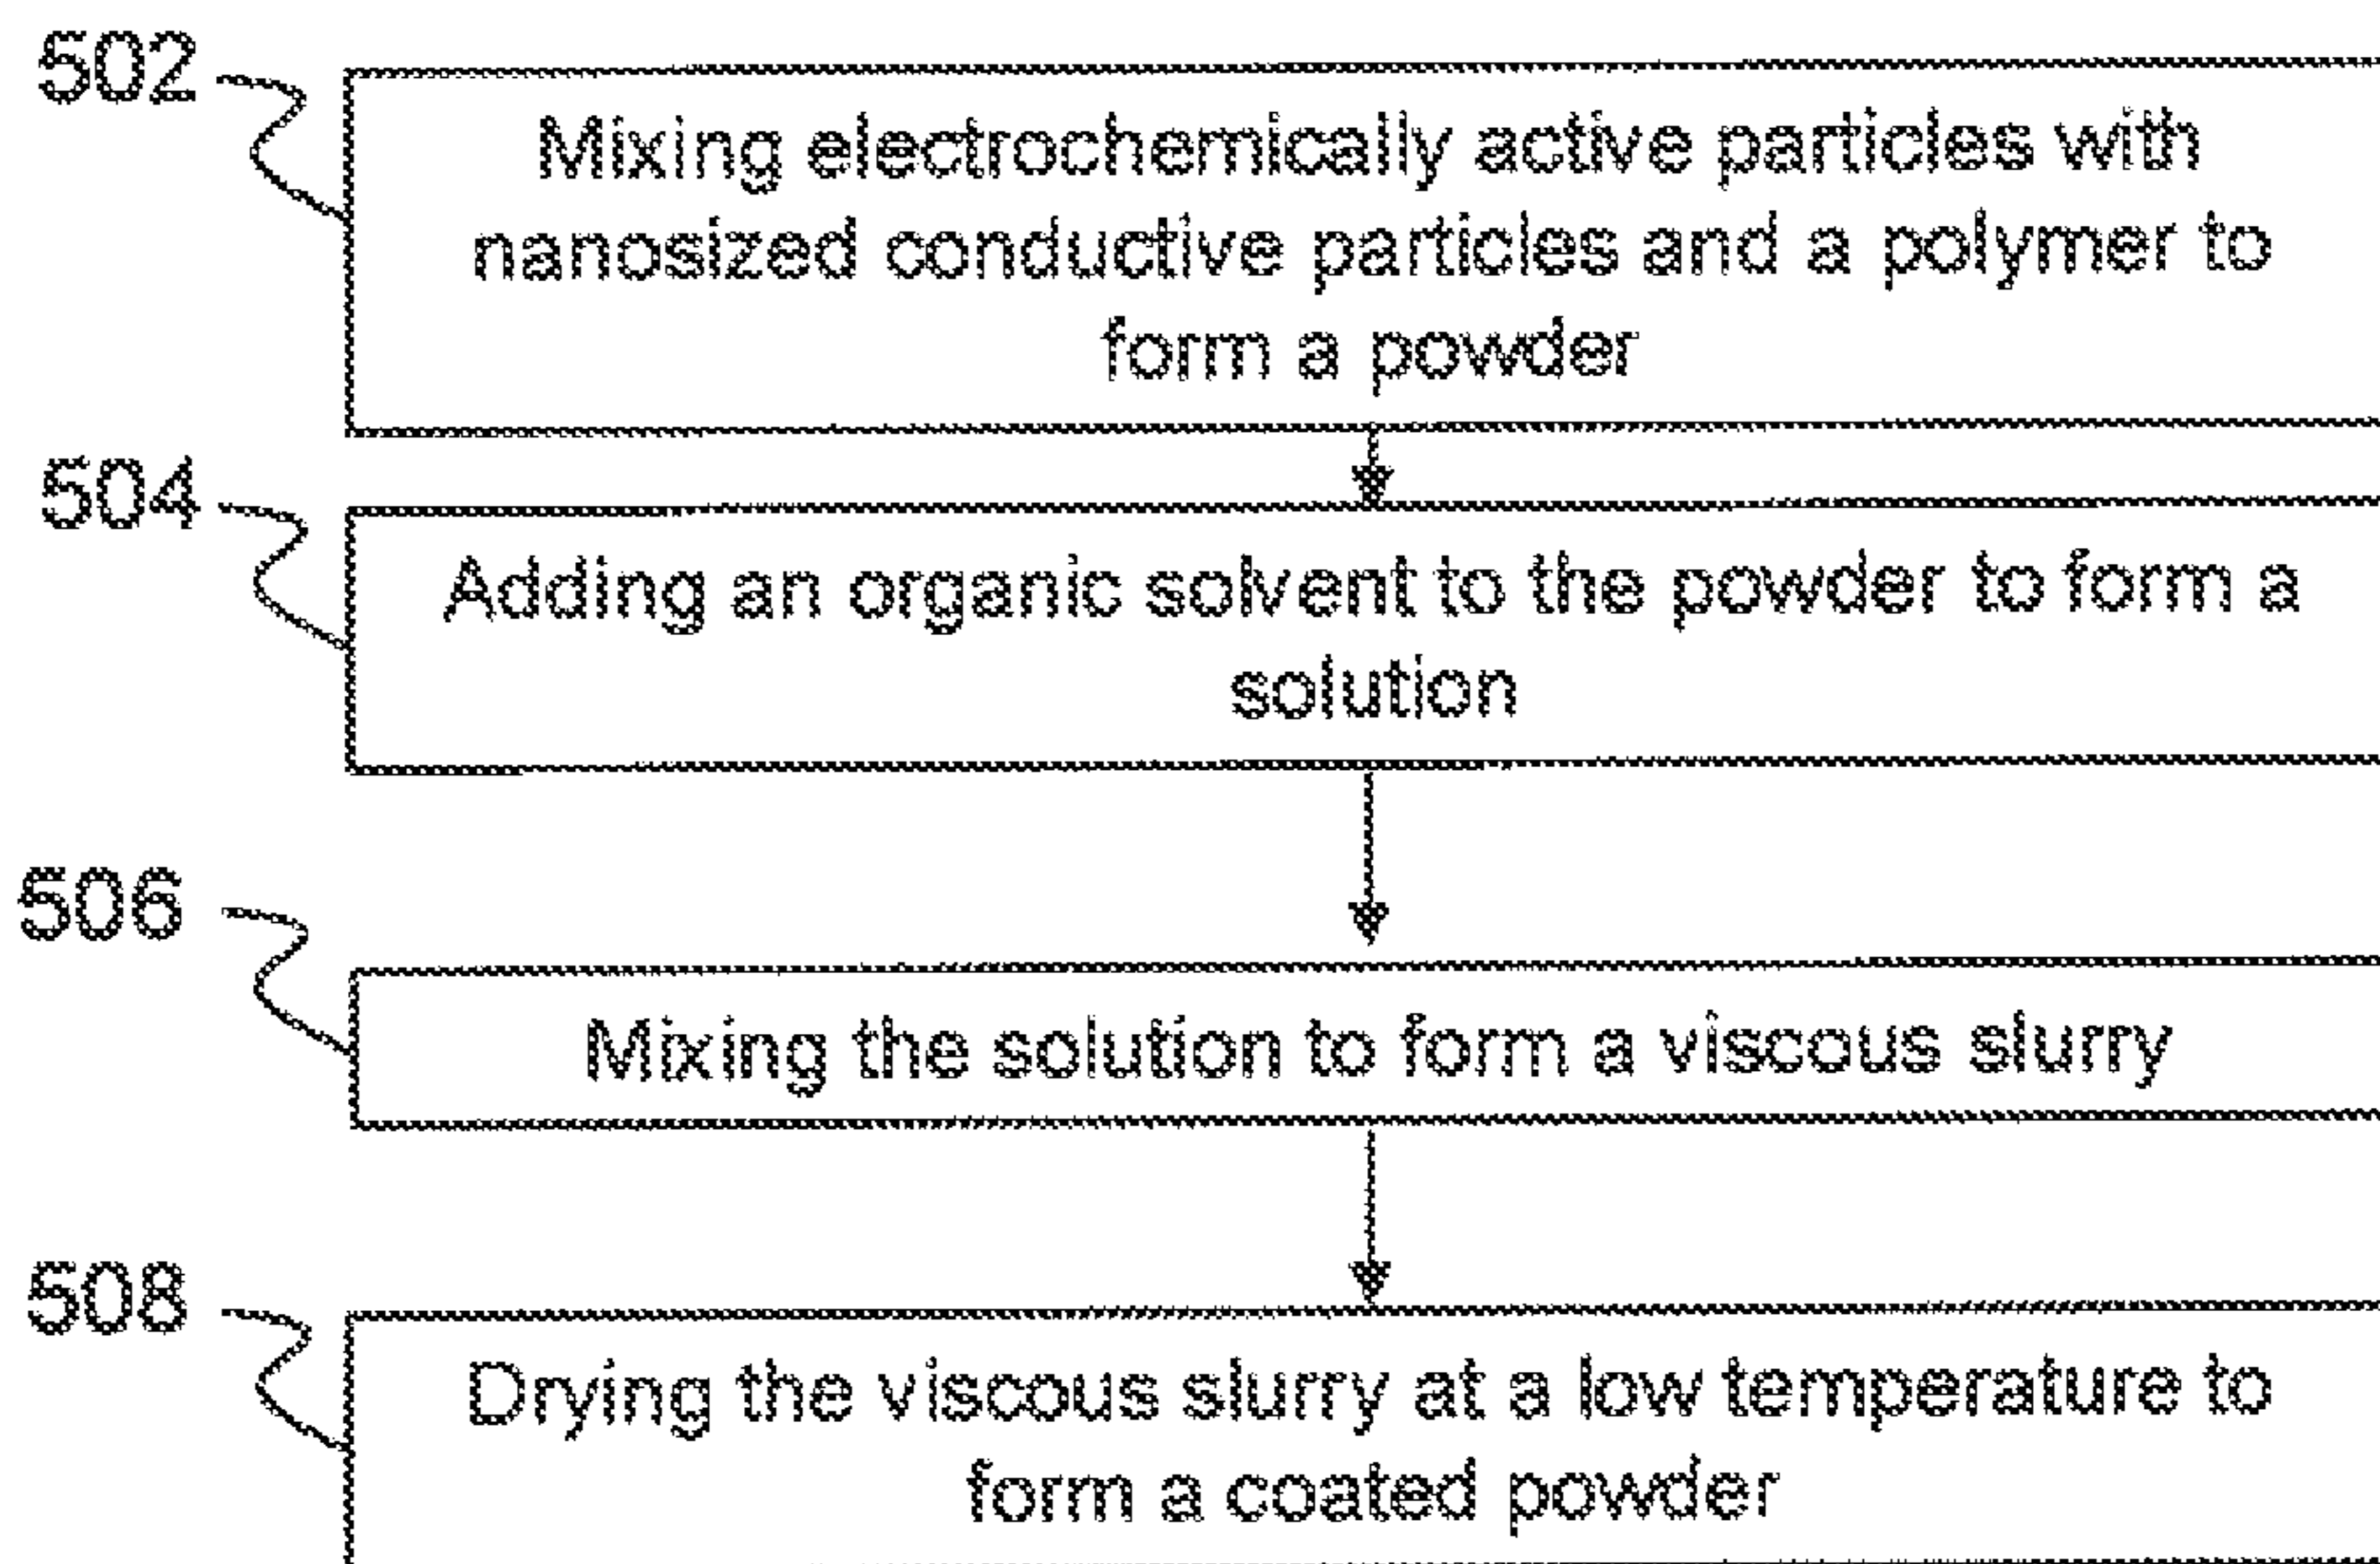 502
Mixing electrochemically active particles with
nanosized conductive particles and a polymer to
form a powder
504
Adding an organic solvent to the powder to form a
solution
506
Mixing the solution to form a viscous slurry
508
Drying the viscous slurry at a low temperature to
form a coated powder